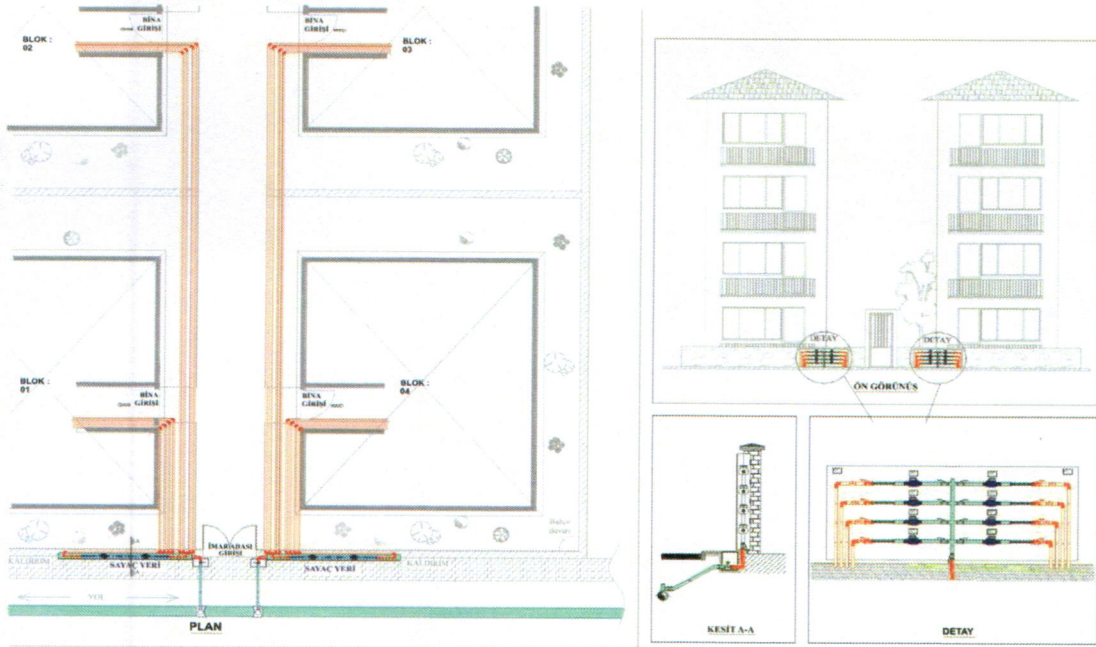 BİNA
GİRİŞİ
BLOK :
02
BİNA
GİRİŞİ
BLOK :
03
BLOK :
01
BİNA
GİRİŞİ
BİNA
GİRİŞİ
BLOK :
04
İMAR ADASI
GİRİŞİ
KALDIRIM
SAYAÇ YERİ
SAYAÇ YERİ
KALDIRIM
A
YOL
PLAN
DETAY
DETAY
ÖN GÖRÜNÜŞ
KESİT A-A
DETAY